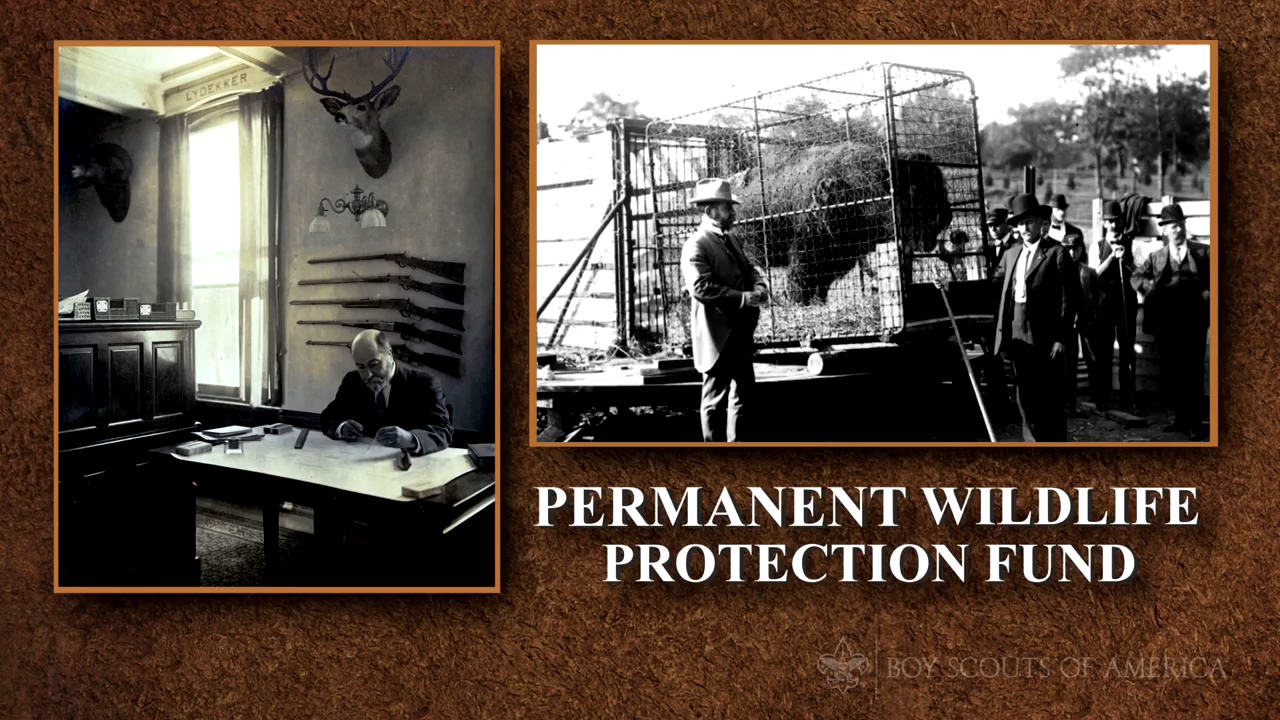 LYDEKKER
PERMANENT WILDLIFE
PROTECTION FUND
BOY SCOUTS OF AMERICA